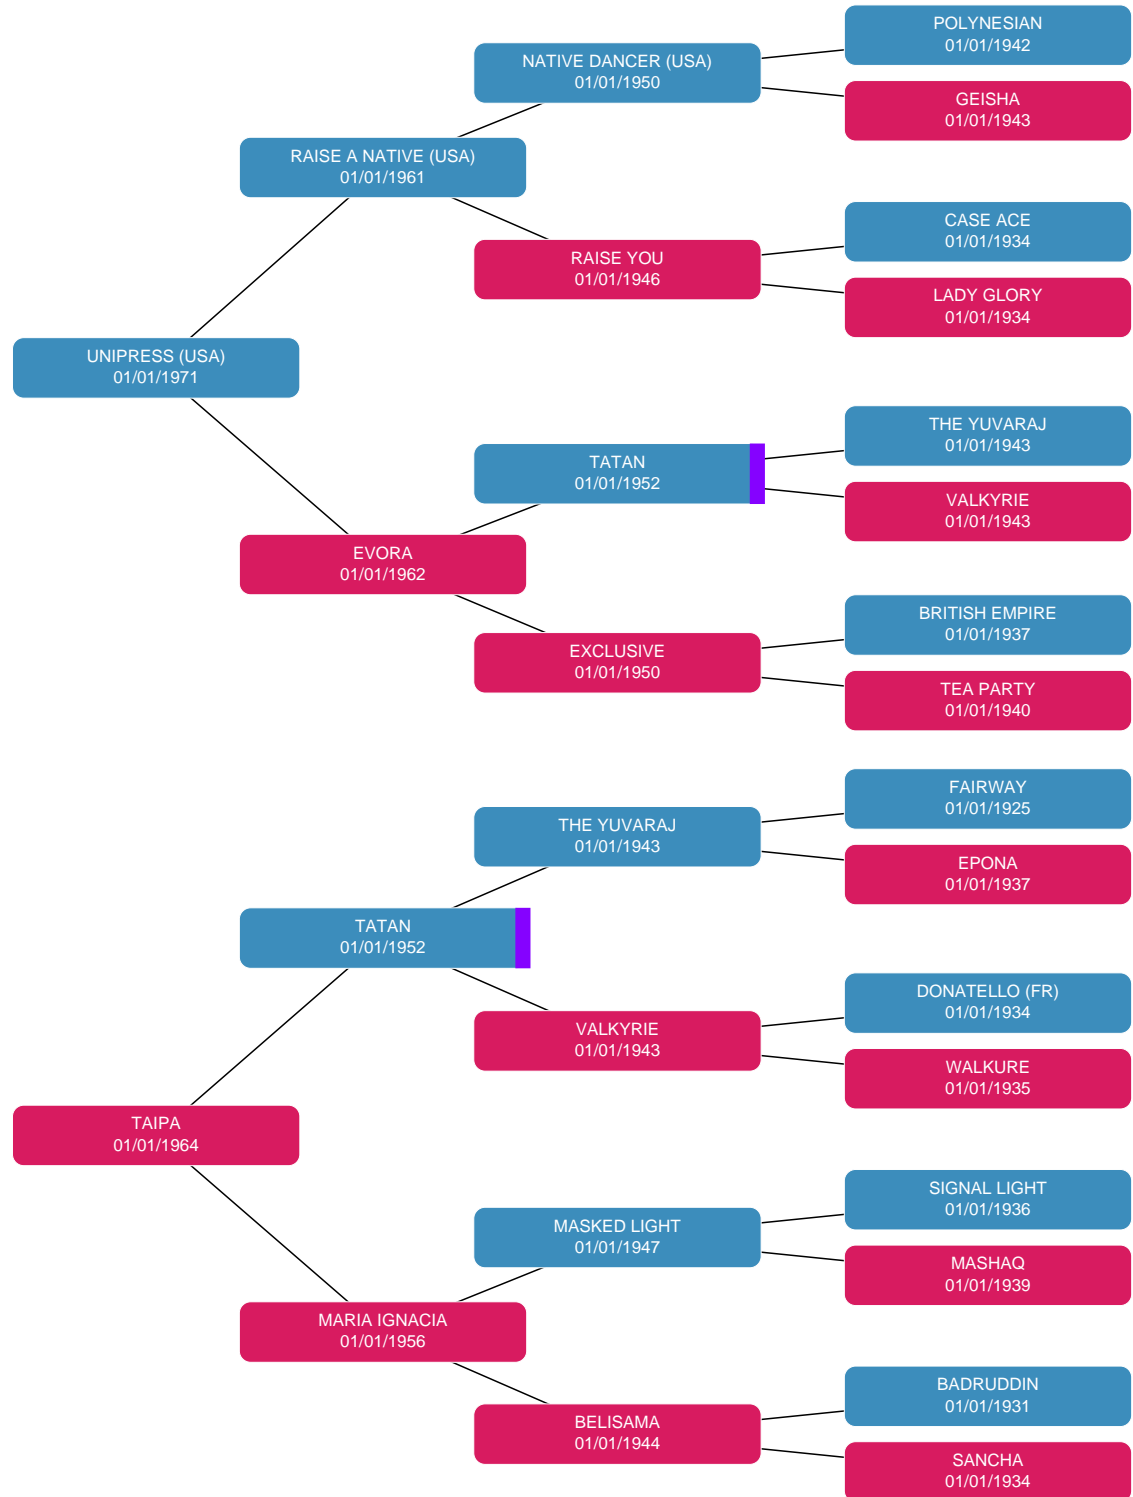 POLYNESIAN
01/01/1942
NATIVE DANCER (USA)
01/01/1950
GEISHA
01/01/1943
RAISE A NATIVE (USA)
01/01/1961
CASE ACE
01/01/1934
RAISE YOU
01/01/1946
LADY GLORY
01/01/1934
UNIPRESS (USA)
01/01/1971
THE YUVARAJ
01/01/1943
TATAN
01/01/1952
VALKYRIE
01/01/1943
EVORA
01/01/1962
BRITISH EMPIRE
01/01/1937
EXCLUSIVE
01/01/1950
TEA PARTY
01/01/1940
FAIRWAY
01/01/1925
THE YUVARAJ
01/01/1943
EPONA
01/01/1937
TATAN
01/01/1952
DONATELLO (FR)
01/01/1934
VALKYRIE
01/01/1943
WALKURE
01/01/1935
TAIPA
01/01/1964
SIGNAL LIGHT
01/01/1936
MASKED LIGHT
01/01/1947
MASHAQ
01/01/1939
MARIA IGNACIA
01/01/1956
BADRUDDIN
01/01/1931
BELISAMA
01/01/1944
SANCHA
01/01/1934